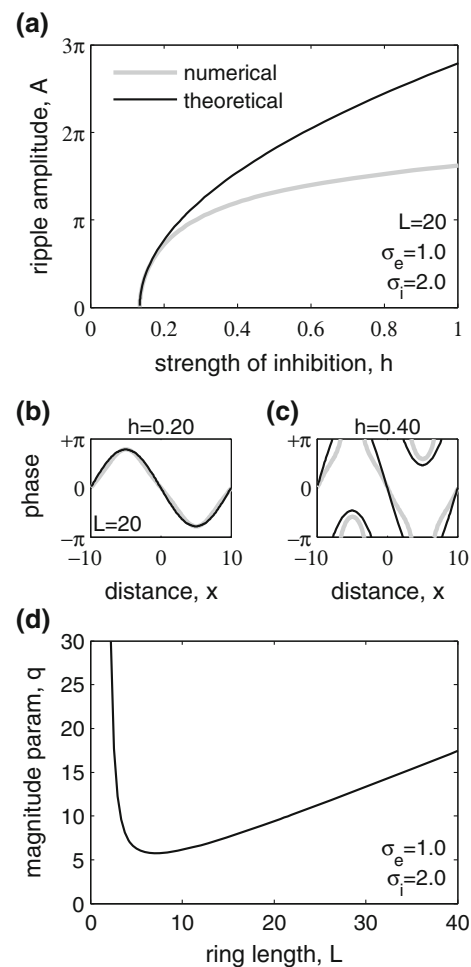 (a)
3π
2π
π
0
ripple amplitude, A
numerical
theoretical
L=20
σe=1.0
σi=2.0
0 0.2 0.4 0.6 0.8 1
strength of inhibition, h
(b)
h=0.20
+π
0
−π
phase
L=20
−10 0 10
distance, x
(c)
h=0.40
+π
0
−π
−10 0 10
distance, x
(d)
30
25
20
15
10
5
0
magnitude param, q
σe=1.0
σi=2.0
0 10 20 30 40
ring length, L